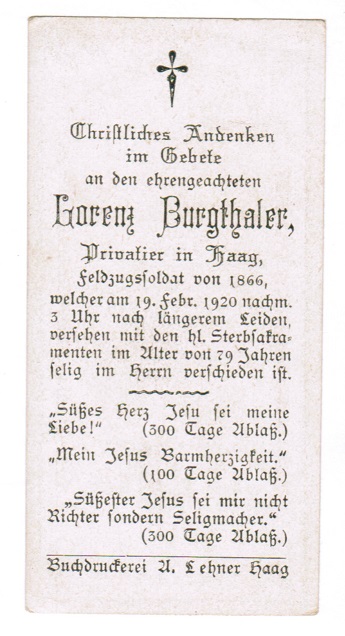 Christliches Andenken
im Gebete
an den ehrengeachteten
Lorenz Burgthaler,
Privatier in Haag,
Feldzugssoldat von 1866,
welcher am 19. Febr. 1920 nachm.
3 Uhr nach längerem Leiden,
versehen mit den hl. Sterbsakra-
menten im Alter von 79 Jahren
selig im Herrn verschieden ist.
„Süßes Herz Jesu sei meine
Liebe!" (300 Tage Ablaß.)
„Mein Jesus Barmherzigkeit."
(100 Tage Ablaß.)
„Süßester Jesus sei mir nicht
Richter sondern Seligmacher."
(300 Tage Ablaß.)
Buchdruckerei A. Lehner Haag